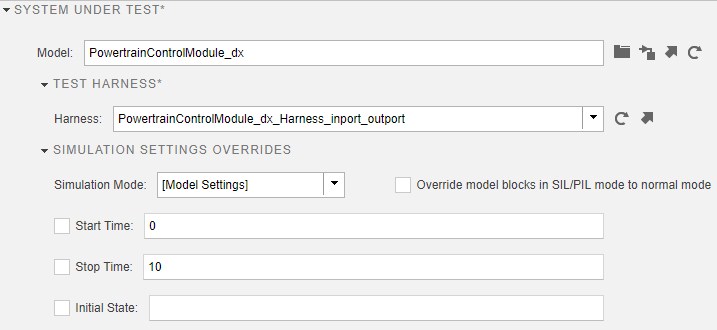 SYSTEM UNDER TEST*
Model: PowertrainControlModule_dx
TEST HARNESS*
Harness: PowertrainControlModule_dx_Harness_inport_outport
SIMULATION SETTINGS OVERRIDES
Simulation Mode: [Model Settings] Override model blocks in SIL/PIL mode to normal mode
Start Time: 0
Stop Time: 10
Initial State: